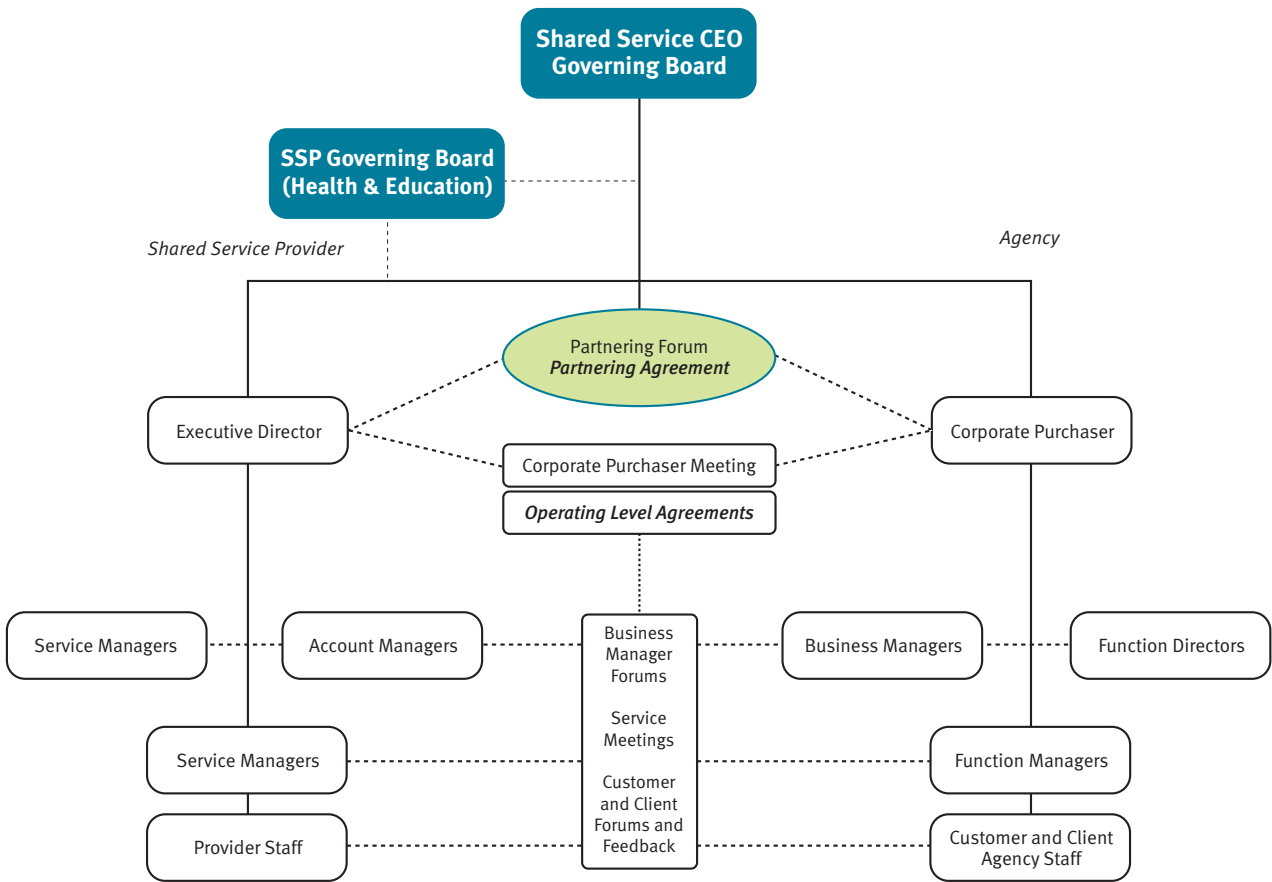 Shared Service CEO
Governing Board
SSP Governing Board
(Health & Education)
Shared Service Provider
Agency
Partnering Forum
Partnering Agreement
Executive Director
Corporate Purchaser
Corporate Purchaser Meeting
Operating Level Agreements
Service Managers
Account Managers
Business
Manager
Forums
Business Managers
Function Directors
Service
Meetings
Service Managers
Function Managers
Customer
and Client
Forums and
Feedback
Provider Staff
Customer and Client
Agency Staff